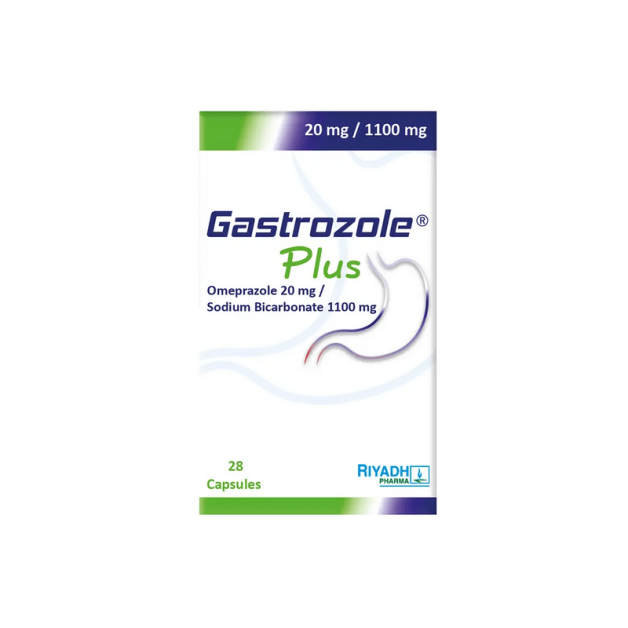 20 mg / 1100 mg
Gastrozole®
Plus
Omeprazole 20 mg /
Sodium Bicarbonate 1100 mg
28
Capsules
RIYADH
PHARMA